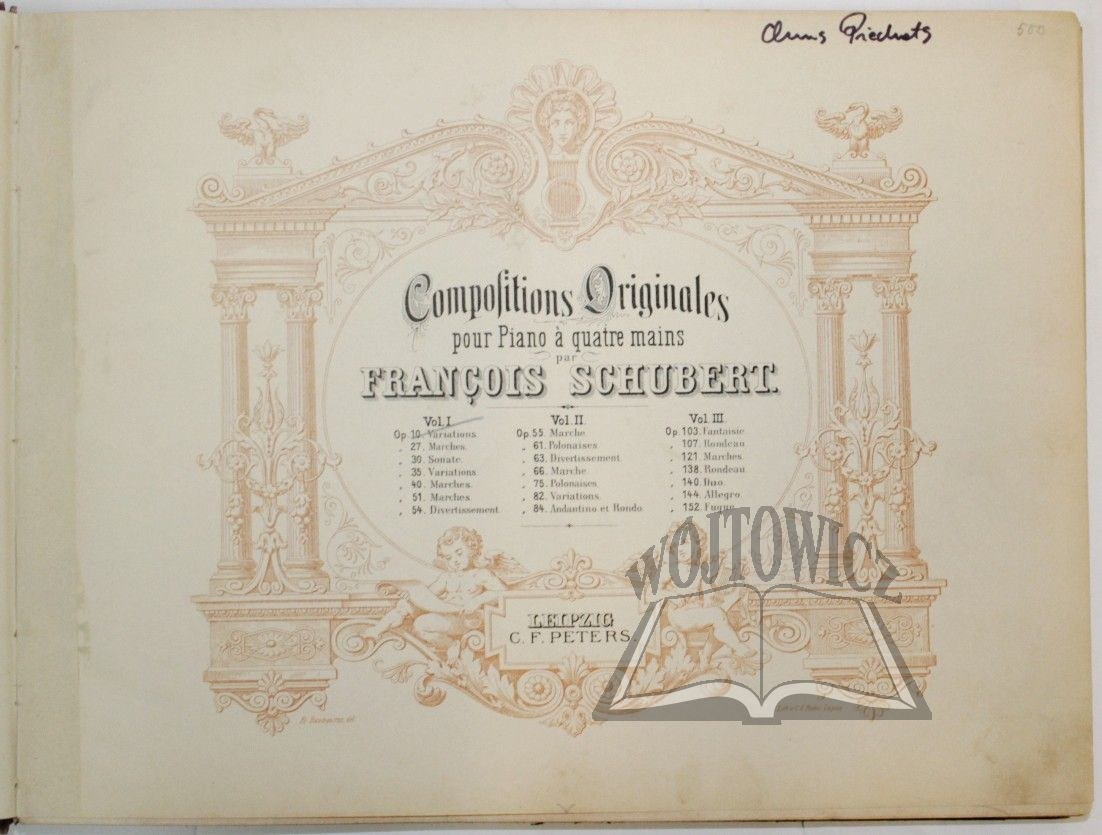 500
Compositions Originales
pour Piano à quatre mains
par
FRANÇOIS SCHUBERT.
Vol. I
Op. 10. Variations
„ 27. Marches.
„ 30. Sonate.
„ 35. Variations
„ 40. Marches.
„ 51. Marches.
„ 54. Divertissement.
Vol. II.
Op. 55. Marche
„ 61. Polonaises.
„ 63. Divertissement
„ 66. Marche
„ 75. Polonaises
„ 82. Variations.
„ 84. Andantino et Rondo.
Vol. III
Op. 103. Fantaisie
„ 107. Rondeau
„ 121. Marches
„ 138. Rondeau
„ 140. Duo
„ 144. Allegro.
„ 152. Fugue
WÓJTOWICZ
LEIPZIG
C. F. PETERS.